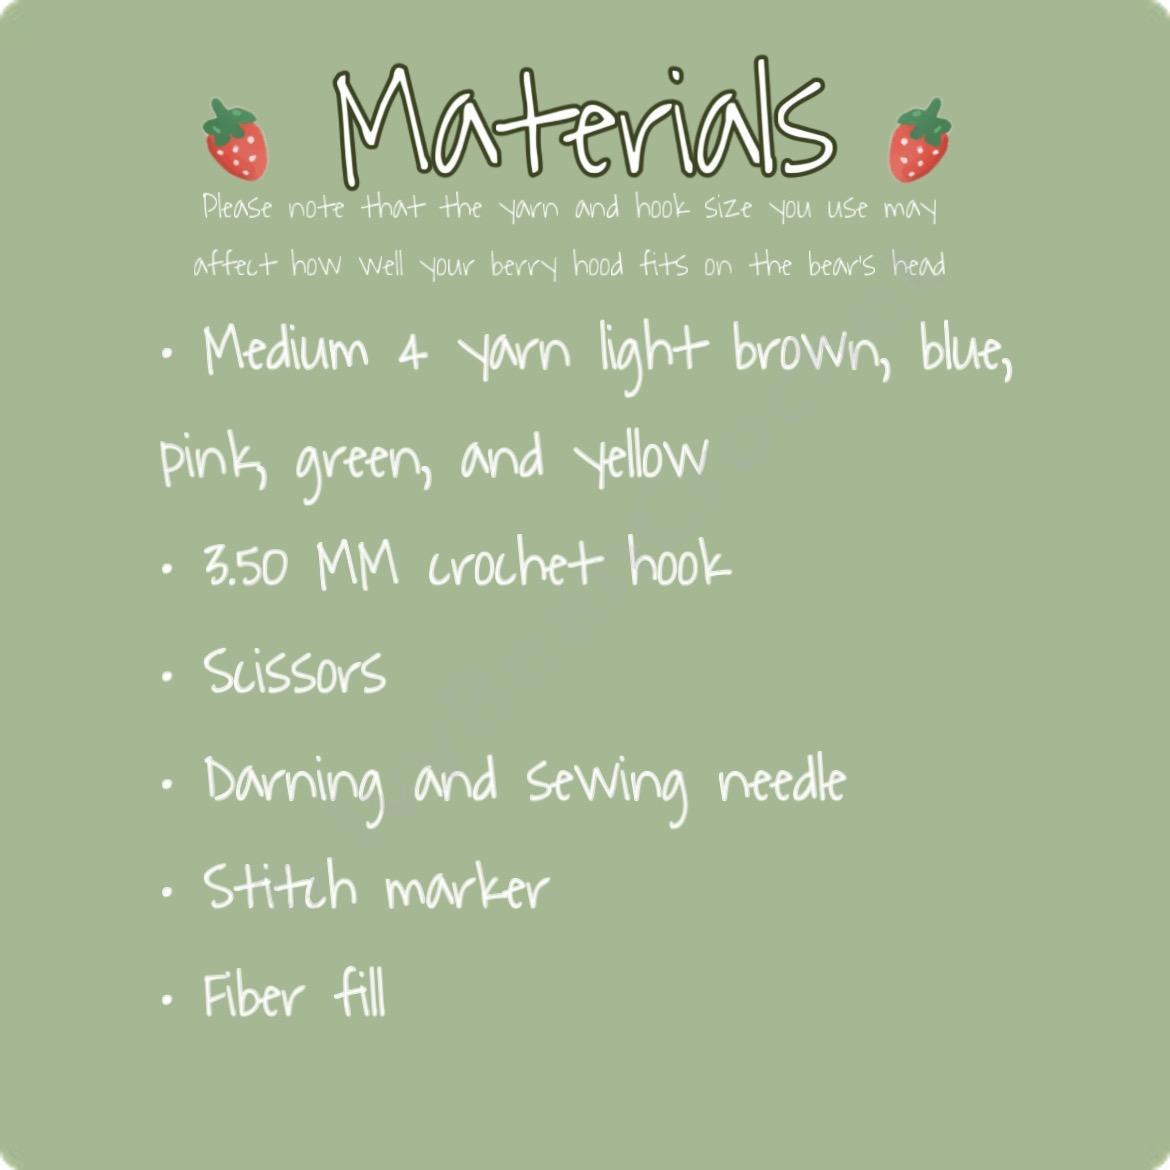 Materials
Please note that the yarn and hook size you use may
affect how well your berry hood fits on the bear's head
• Medium 4 yarn light brown, blue,
pink, green, and yellow
• 3.50 MM crochet hook
• Scissors
• Darning and sewing needle
• Stitch marker
• Fiber fill